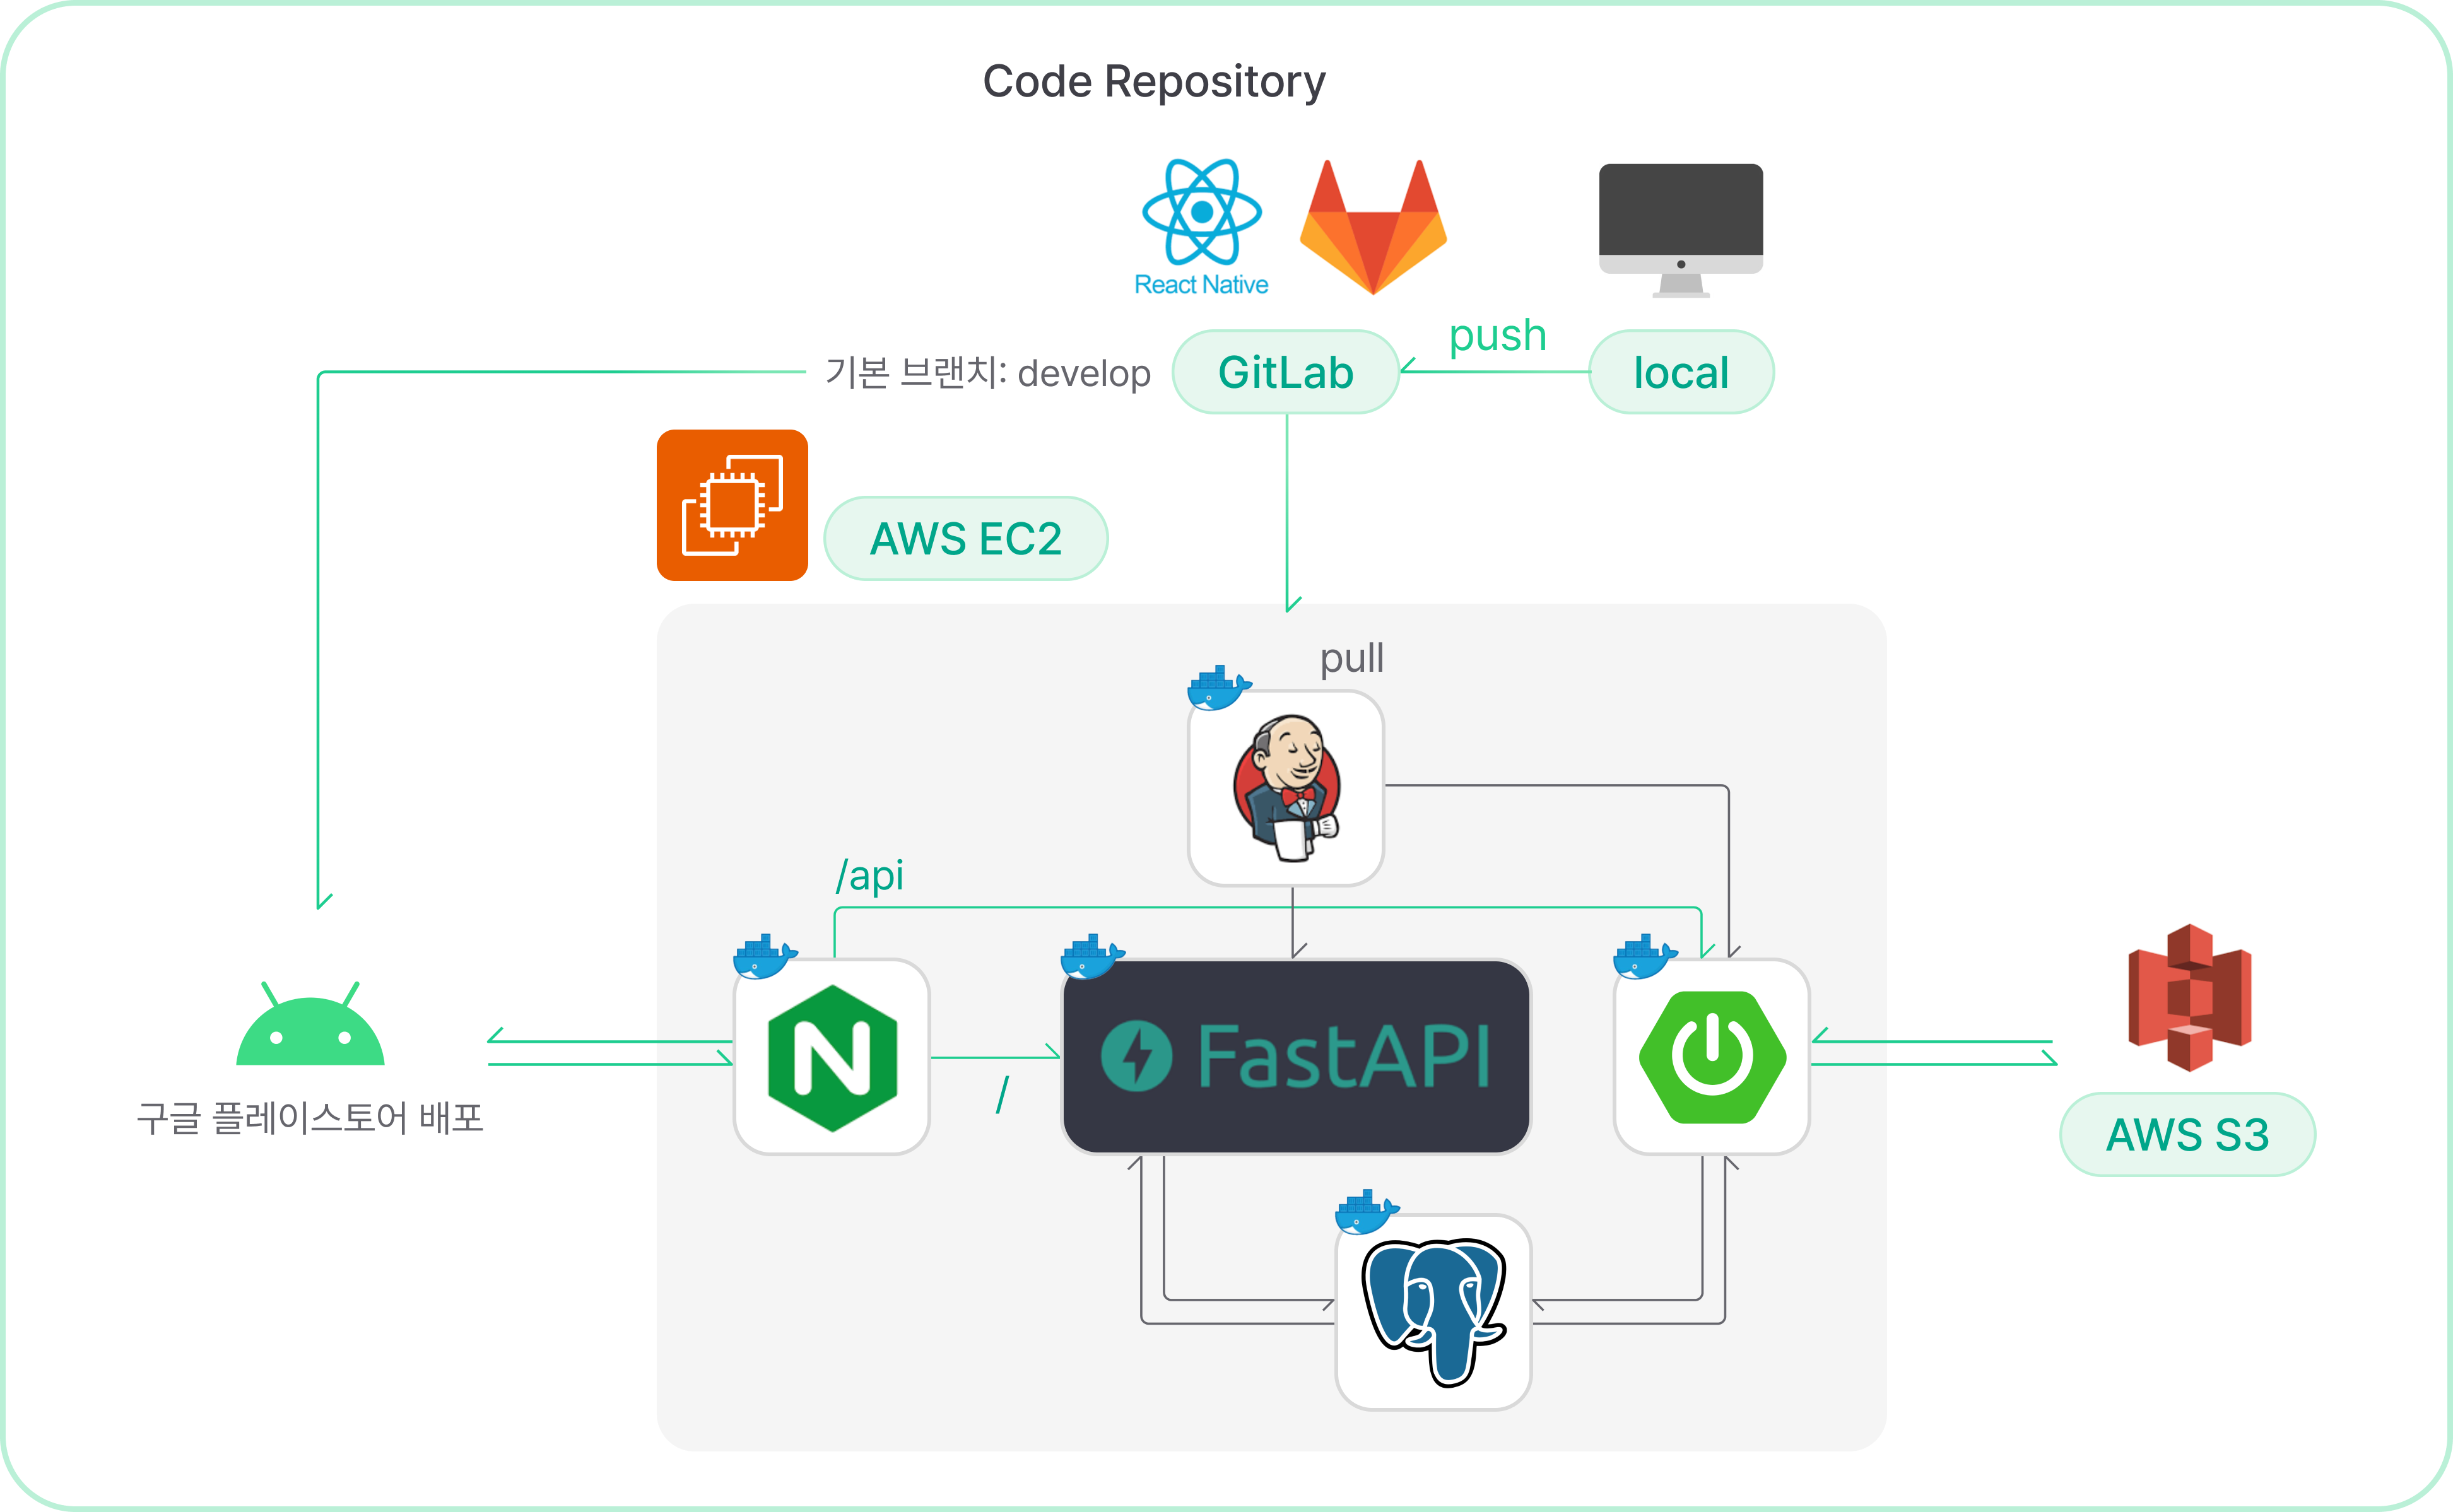 Code Repository
React Native
push
기본 브랜치: develop
GitLab
local
AWS EC2
pull
/api
FastAPI
/
구글 플레이스토어 배포
AWS S3